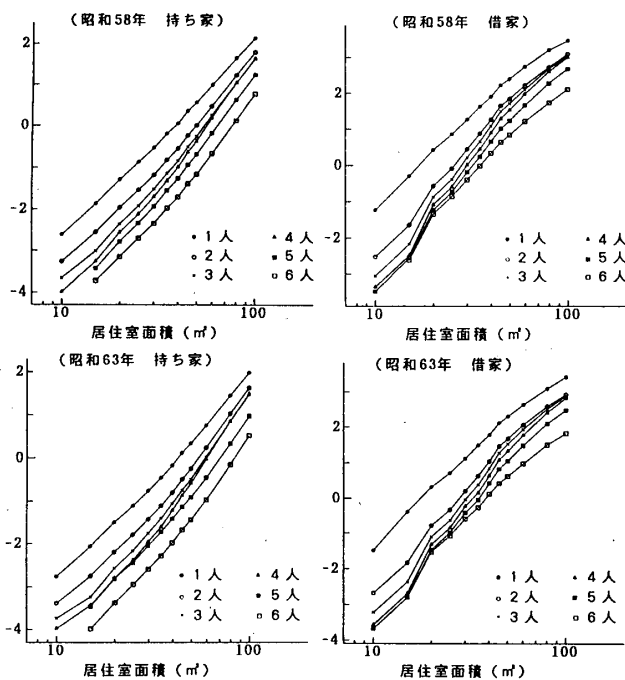 (昭和58年 持ち家)
2
0
-2
-4
10
100
居住室面積(㎡)
• 1人
▴ 4人
○ 2人
■ 5人
· 3人
□ 6人
(昭和58年 借家)
2
0
-2
10
100
居住室面積(㎡)
• 1人
▴ 4人
○ 2人
■ 5人
· 3人
□ 6人
(昭和63年 持ち家)
2
0
-2
-4
10
100
居住室面積(㎡)
• 1人
▴ 4人
○ 2人
● 5人
· 3人
□ 6人
(昭和63年 借家)
2
0
-2
-4
10
100
居住室面積(㎡)
• 1人
▴ 4人
○ 2人
■ 5人
· 3人
□ 6人